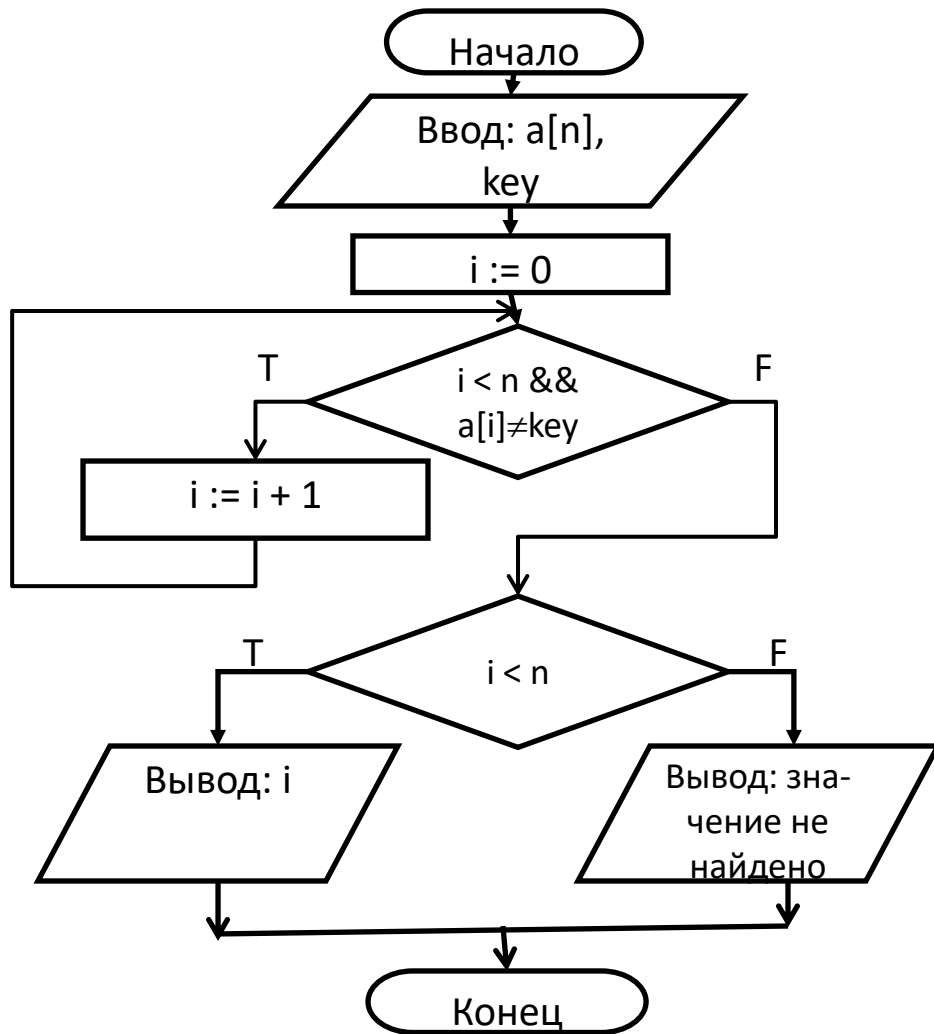 Начало
Ввод: a[n],
key
i := 0
T
F
i < n &&
a[i]≠key
i := i + 1
T
F
i < n
Вывод: i
Вывод: зна-
чение не
найдено
Конец